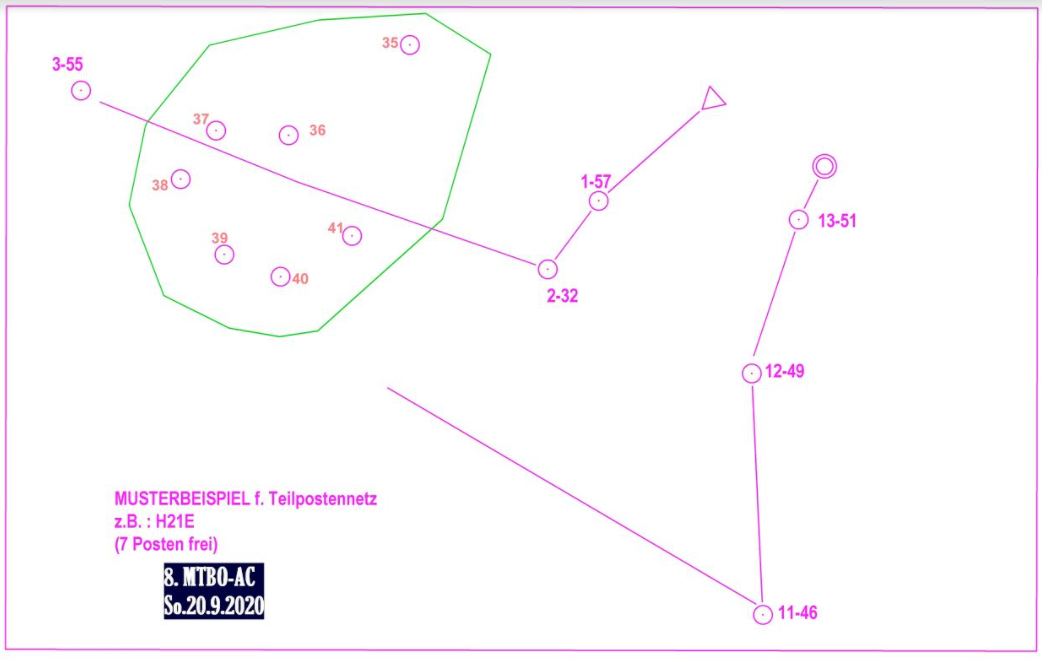 35
3-55
37
36
38
1-57
13-51
41
39
40
2-32
12-49
MUSTERBEISPIEL f. Teilpostennetz
z.B. : H21E
(7 Posten frei)
8. MTBO-AC
So.20.9.2020
11-46